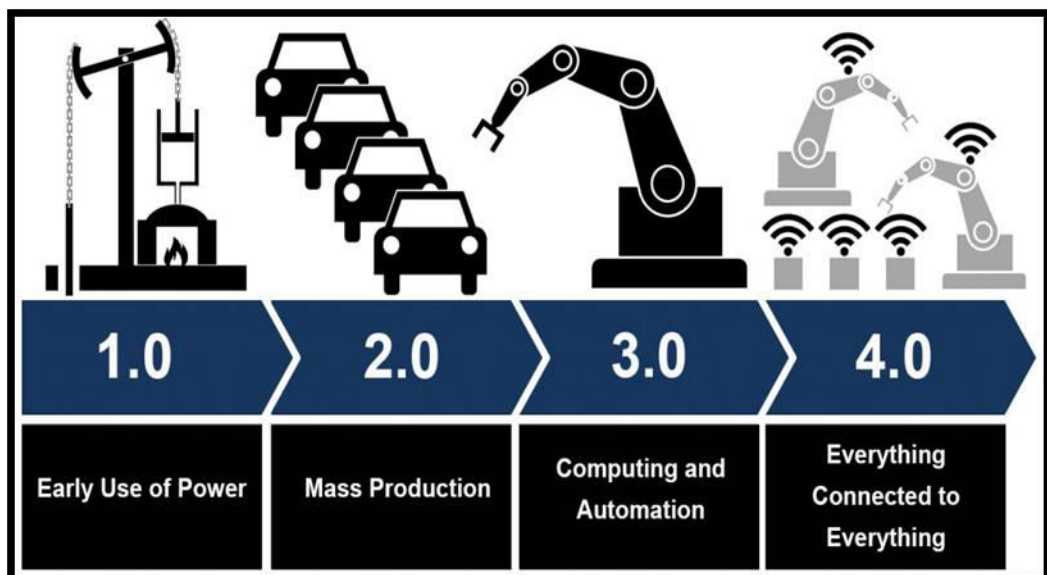 1.0
2.0
3.0
4.0
Early Use of Power
Mass Production
Computing and
Automation
Everything
Connected to
Everything